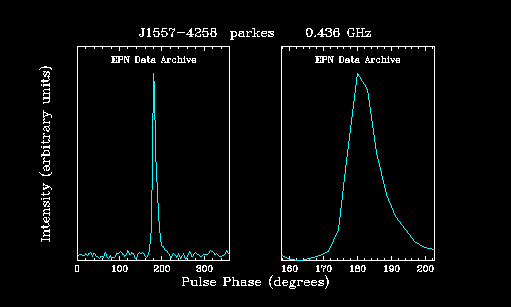 J1557-4258 parkes 0.436 GHz
EPN Data Archive
EPN Data Archive
Intensity (arbitrary units)
0 100 200 300
160 170 180 190 200
Pulse Phase (degrees)